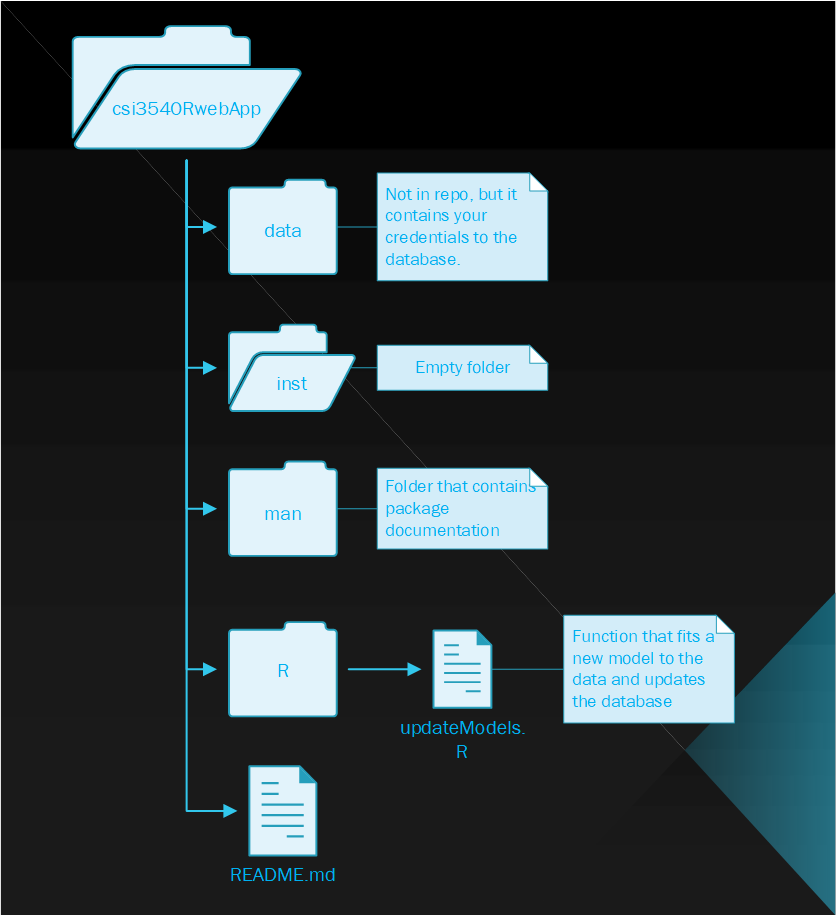 csi3540RwebApp
data
Not in repo, but it
contains your
credentials to the
database.
inst
Empty folder
man
Folder that contains
package
documentation
R
updateModels.
R
Function that fits a
new model to the
data and updates
the database
README.md